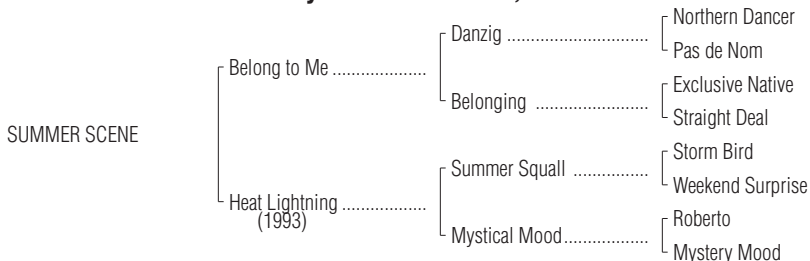 Northern Dancer
Danzig
Pas de Nom
Belong to Me
Exclusive Native
Belonging
Straight Deal
SUMMER SCENE
Storm Bird
Summer Squall
Weekend Surprise
Heat Lightning
(1993)
Roberto
Mystical Mood
Mystery Mood